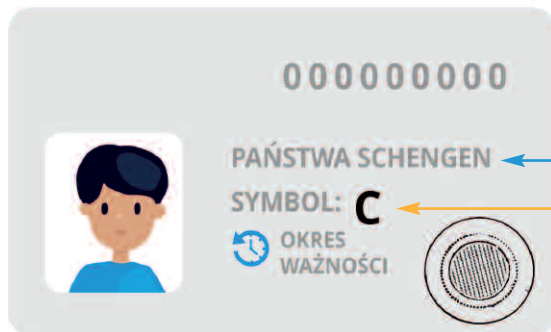 000000000
PAŃSTWA SCHENGEN
SYMBOL: C
OKRES
WAŻNOŚCI